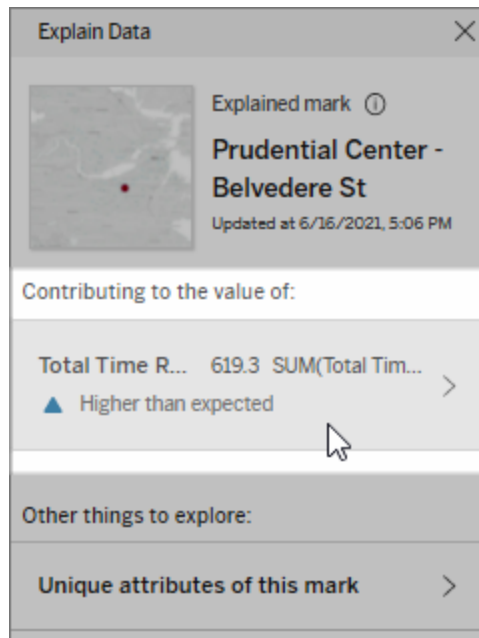 Explain Data
Explained mark
Prudential Center -
Belvedere St
Updated at 6/16/2021, 5:06 PM
Contributing to the value of:
Total Time R... 619.3 SUM(Total Tim...
Higher than expected
Other things to explore:
Unique attributes of this mark